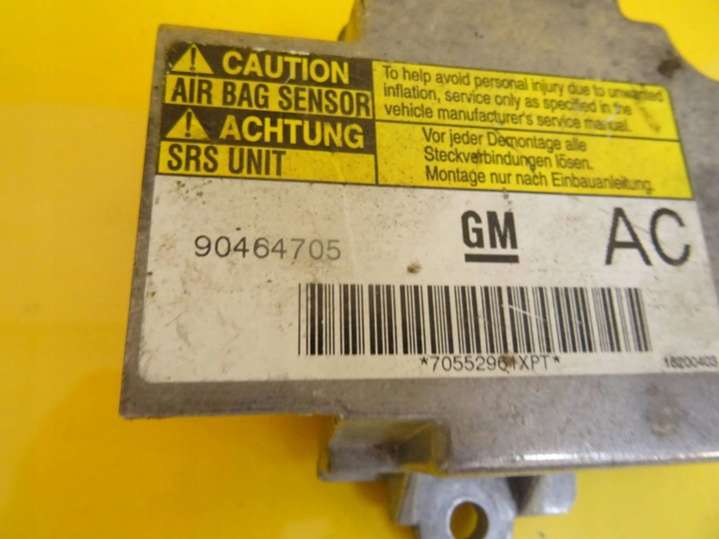 CAUTION
AIR BAG SENSOR
To help avoid personal injury due to unwanted
inflation, service only as specified in the
vehicle manufacturer's service manual.
ACHTUNG
SRS UNIT
Vor jeder Demontage alle
Steckverbindungen lösen.
Montage nur nach Einbauanleitung.
90464705
GM
AC
*70552961XPT*
18200403